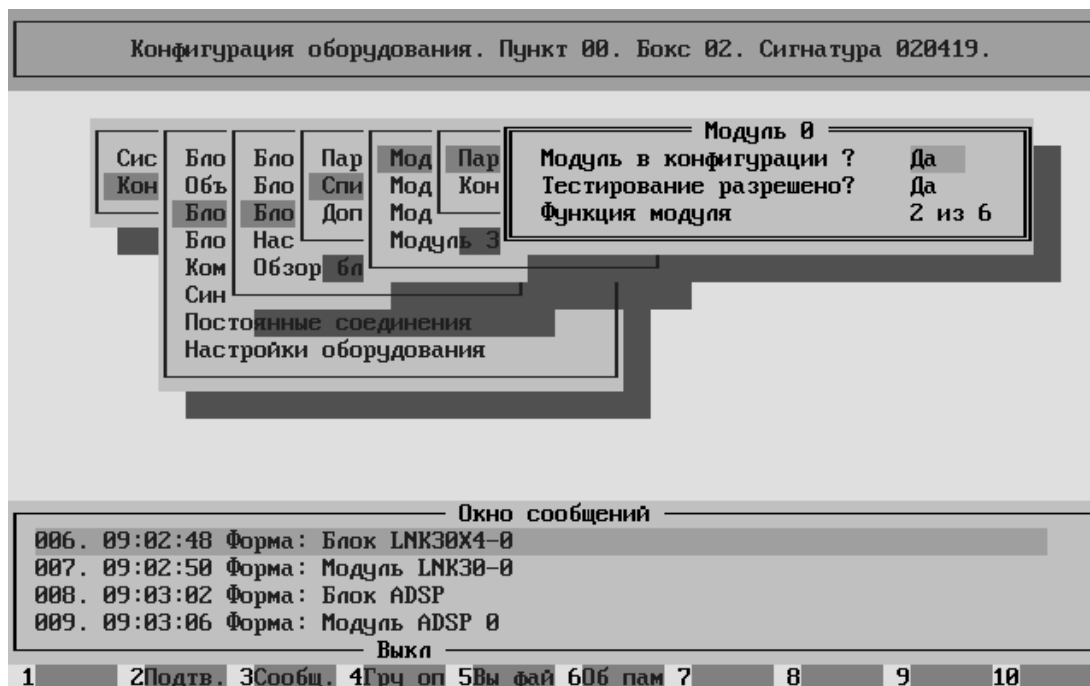 Конфигурация оборудования. Пункт 00. Бокс 02. Сигнатура 020419.
Модуль 0
Сис Бло Бло Пар Мод Пар Модуль в конфигурации ? Да
Кон Объ Бло Спи Мод Кон Тестирование разрешено? Да
Бло Бло Доп Мод Функция модуля 2 из 6
Бло Нас Модуль 3
Ком Обзор бл
Син
Постоянные соединения
Настройки оборудования
Окно сообщений
006. 09:02:48 Форма: Блок LNK30X4-0
007. 09:02:50 Форма: Модуль LNK30-0
008. 09:03:02 Форма: Блок ADSP
009. 09:03:06 Форма: Модуль ADSP 0
Выкл
1 2Подтв. 3Сообщ. 4Гру оп 5Вы фай 6Об пам 7 8 9 10